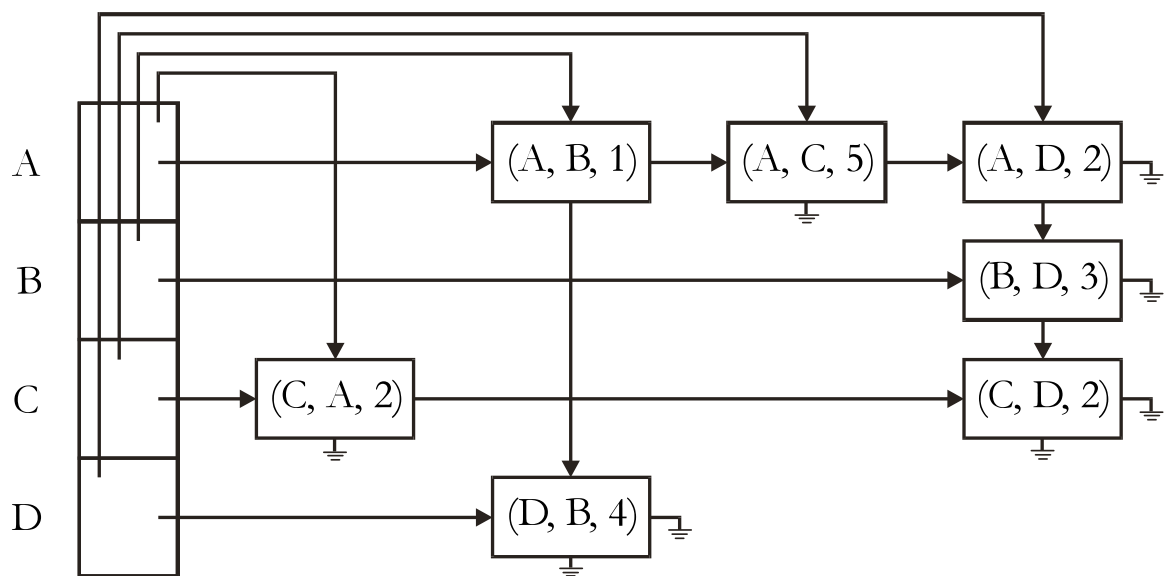 A (A, B, 1) (A, C, 5) (A, D, 2)
B (B, D, 3)
C (C, A, 2) (C, D, 2)
D (D, B, 4)